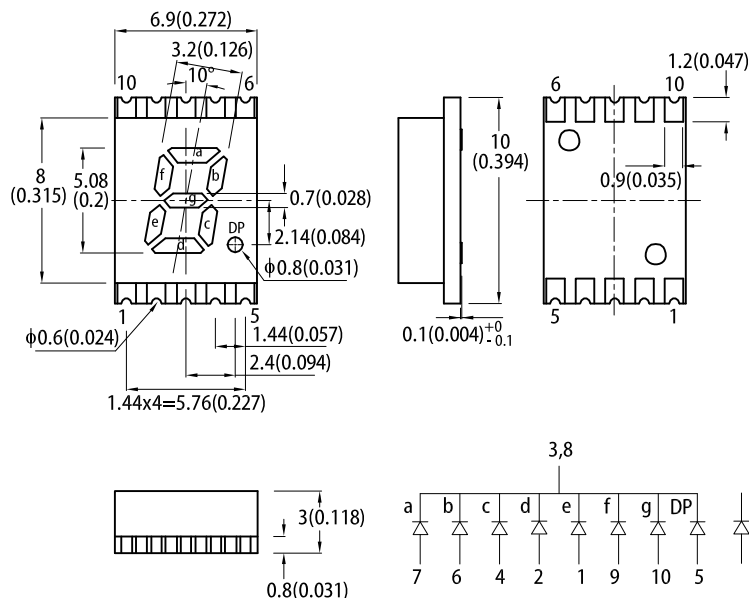 6.9(0.272)
3.2(0.126)
10°
10 6
8
(0.315)
5.08
(0.2)
a
f b
g
e c
d
DP
0.7(0.028)
2.14(0.084)
ϕ0.8(0.031)
1 5
ϕ0.6(0.024)
1.44(0.057)
2.4(0.094)
1.44x4=5.76(0.227)
10
(0.394)
0.1(0.004)+0 -0.1
1.2(0.047)
6 10
0.9(0.035)
5 1
3(0.118)
0.8(0.031)
3,8
a b c d e f g DP
7 6 4 2 1 9 10 5